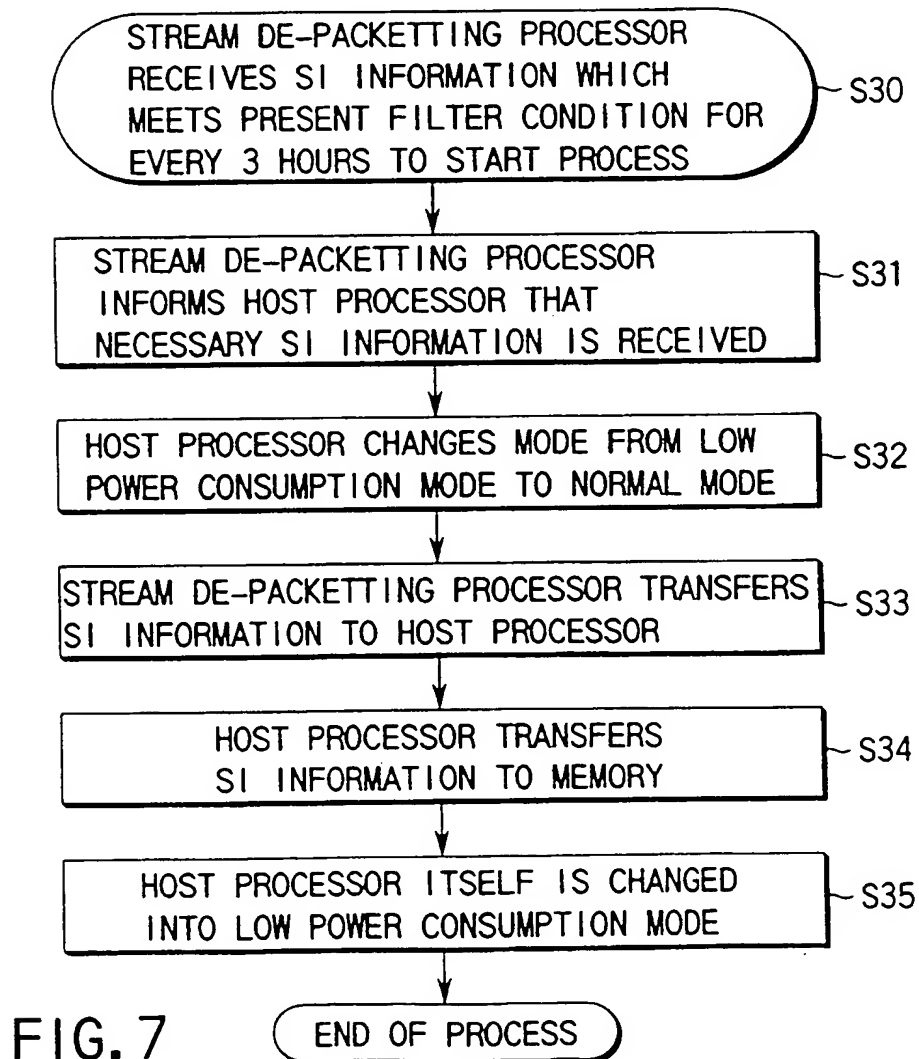 STREAM DE-PACKETTING PROCESSOR
RECEIVES SI INFORMATION WHICH
MEETS PRESENT FILTER CONDITION FOR
EVERY 3 HOURS TO START PROCESS
S30
STREAM DE-PACKETTING PROCESSOR
INFORMS HOST PROCESSOR THAT
NECESSARY SI INFORMATION IS RECEIVED
S31
HOST PROCESSOR CHANGES MODE FROM LOW
POWER CONSUMPTION MODE TO NORMAL MODE
S32
STREAM DE-PACKETTING PROCESSOR TRANSFERS
SI INFORMATION TO HOST PROCESSOR
S33
HOST PROCESSOR TRANSFERS
SI INFORMATION TO MEMORY
S34
HOST PROCESSOR ITSELF IS CHANGED
INTO LOW POWER CONSUMPTION MODE
S35
END OF PROCESS
FIG. 7